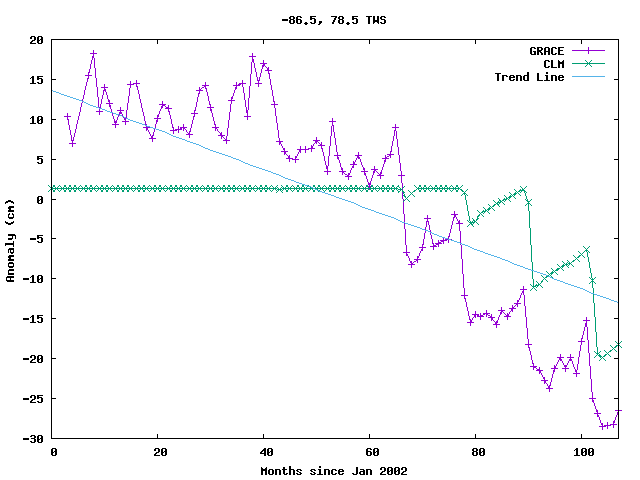 -86.5, 78.5 TWS
GRACE
CLM
Trend Line
20
15
10
5
0
-5
-10
-15
-20
-25
-30
Anomaly (cm)
0 20 40 60 80 100
Months since Jan 2002